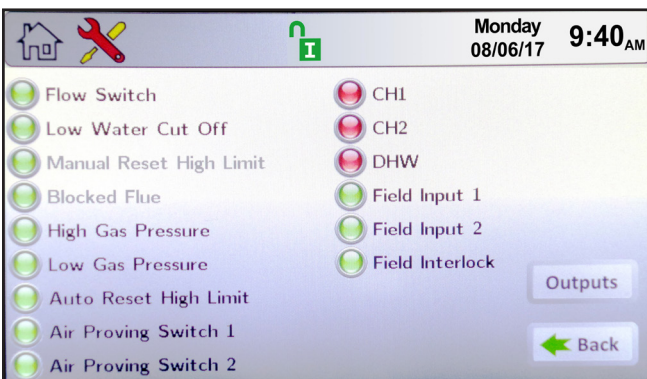 Monday
08/06/17
9:40 AM
I
Flow Switch
Low Water Cut Off
Manual Reset High Limit
Blocked Flue
High Gas Pressure
Low Gas Pressure
Auto Reset High Limit
Air Proving Switch 1
Air Proving Switch 2
CH1
CH2
DHW
Field Input 1
Field Input 2
Field Interlock
Outputs
Back